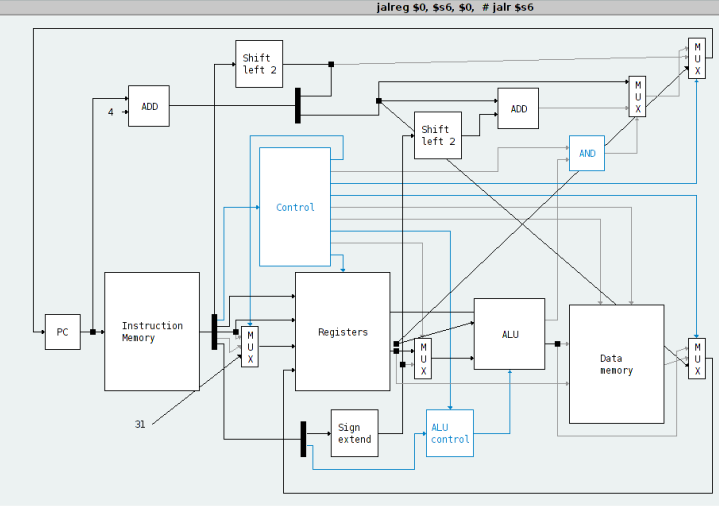 jalreg $0, $s6, $0,  # jalr $s6
Shift
left 2
M
U
X
4
ADD
M
U
X
ADD
Shift
left 2
AND
Control
PC
Instruction
Memory
M
U
X
Registers
M
U
X
ALU
Data
memory
M
U
X
31
Sign
extend
ALU
control